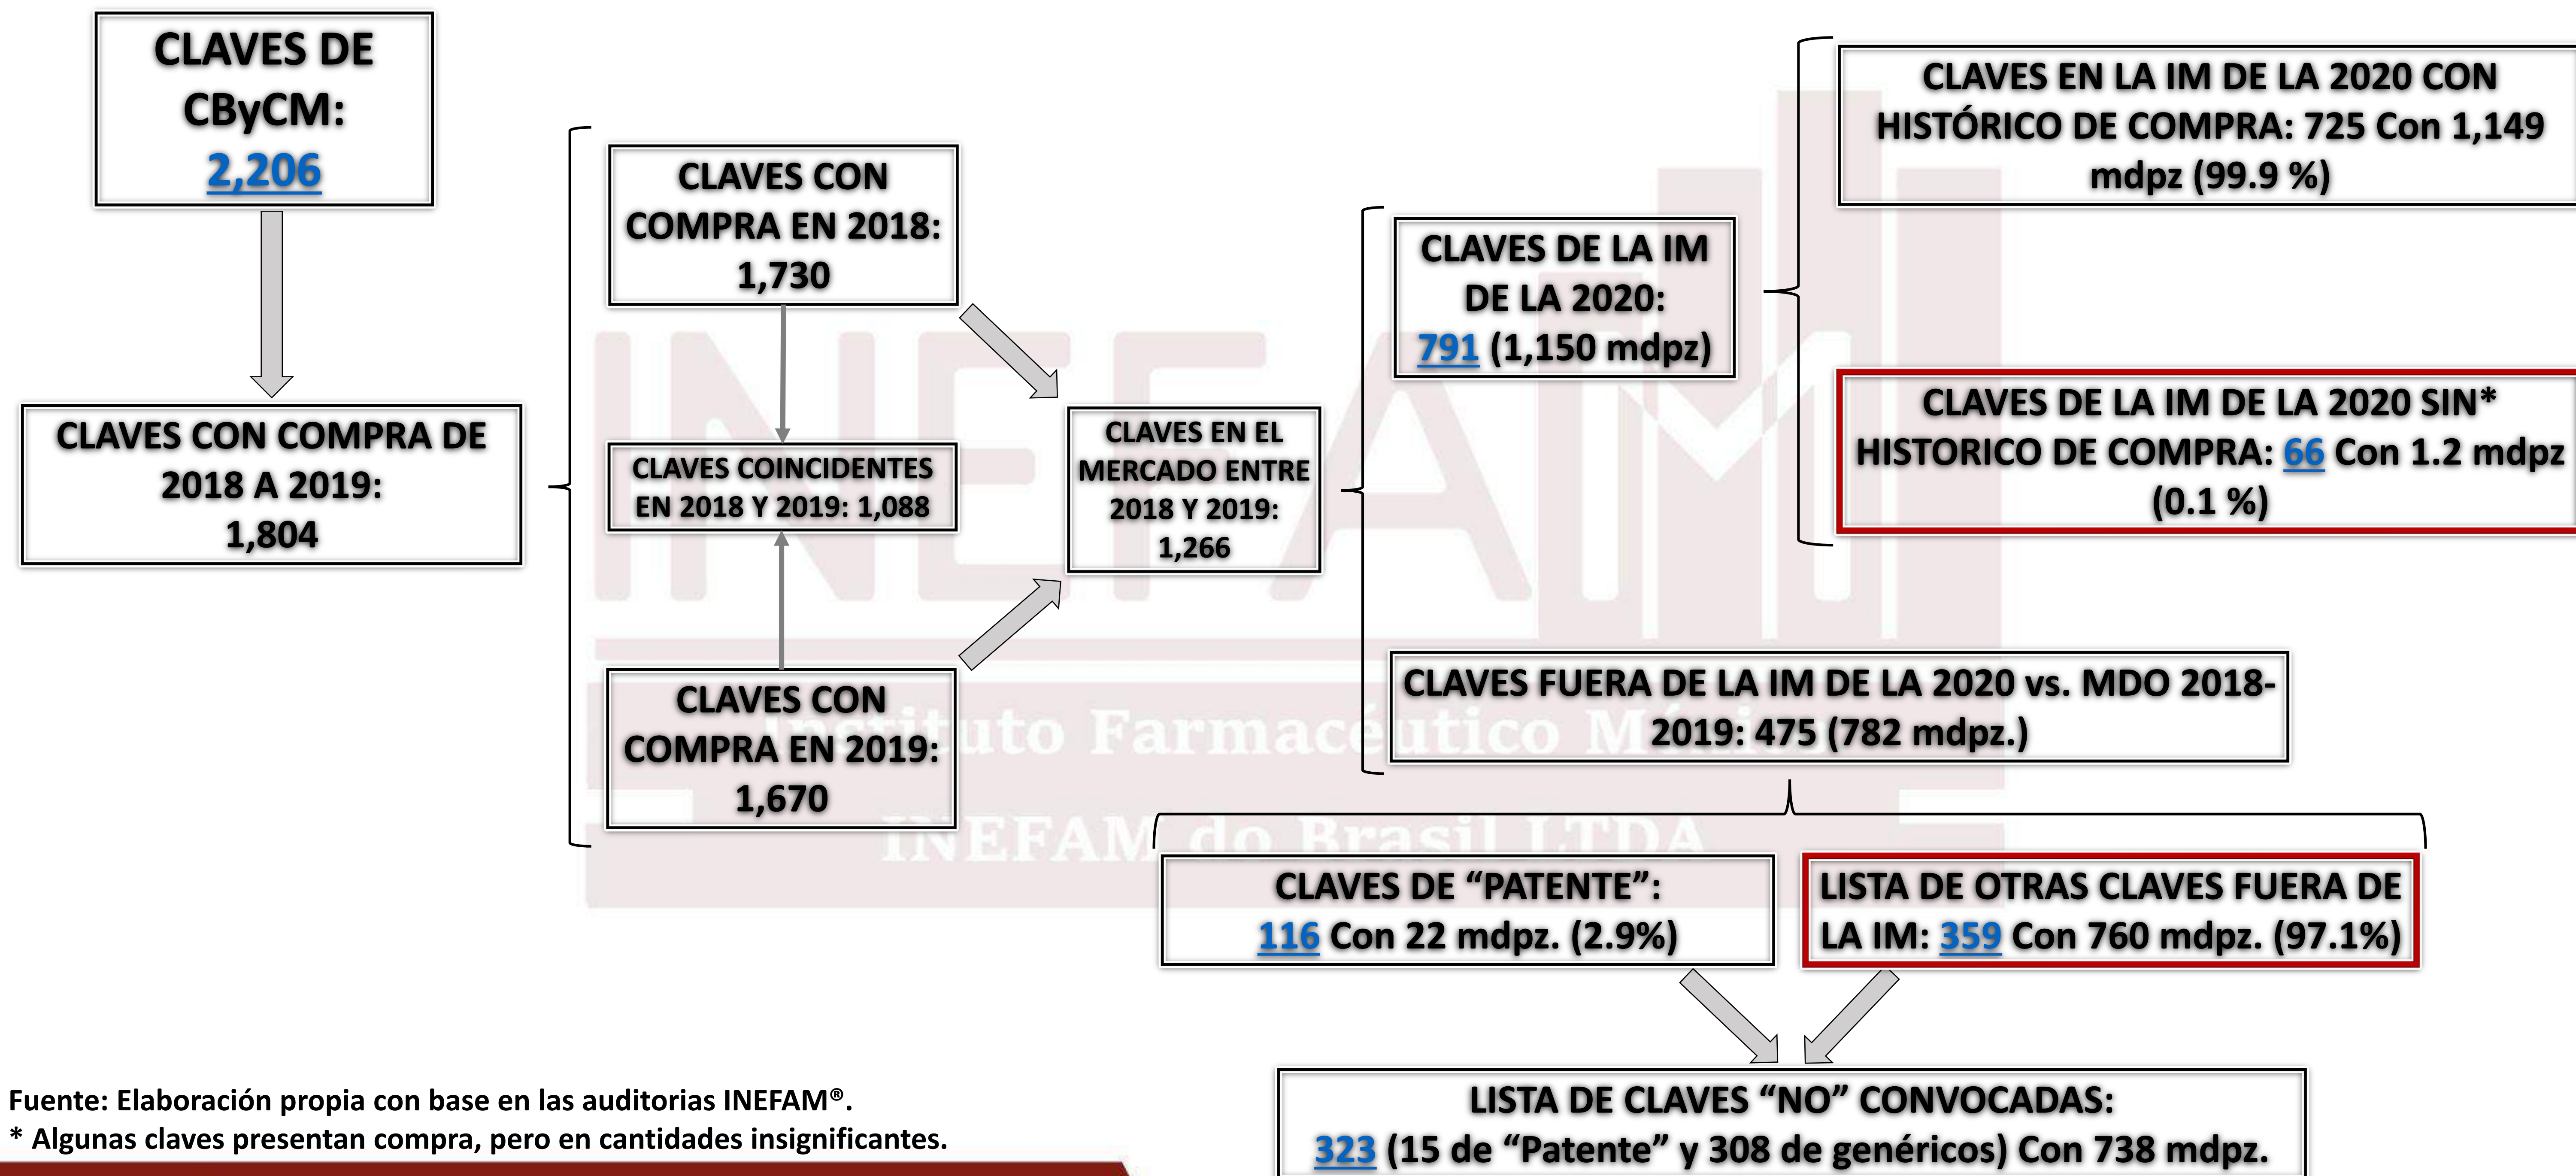 CLAVES DE
CByCM:
2,206
CLAVES CON COMPRA DE
2018 A 2019:
1,804
CLAVES CON
COMPRA EN 2018:
1,730
CLAVES COINCIDENTES
EN 2018 Y 2019: 1,088
CLAVES CON
COMPRA EN 2019:
1,670
CLAVES EN EL
MERCADO ENTRE
2018 Y 2019:
1,266
CLAVES DE LA IM
DE LA 2020:
791 (1,150 mdpz)
CLAVES EN LA IM DE LA 2020 CON
HISTÓRICO DE COMPRA: 725 Con 1,149
mdpz (99.9 %)
CLAVES DE LA IM DE LA 2020 SIN*
HISTORICO DE COMPRA: 66 Con 1.2 mdpz
(0.1 %)
CLAVES FUERA DE LA IM DE LA 2020 vs. MDO 2018-
2019: 475 (782 mdpz.)
CLAVES DE “PATENTE”:
116 Con 22 mdpz. (2.9%)
LISTA DE OTRAS CLAVES FUERA DE
LA IM: 359 Con 760 mdpz. (97.1%)
LISTA DE CLAVES “NO” CONVOCADAS:
323 (15 de “Patente” y 308 de genéricos) Con 738 mdpz.
Fuente: Elaboración propia con base en las auditorias INEFAM®.
* Algunas claves presentan compra, pero en cantidades insignificantes.
INEFAM
Farmacéutico
INEFAM do Brasil LTDA